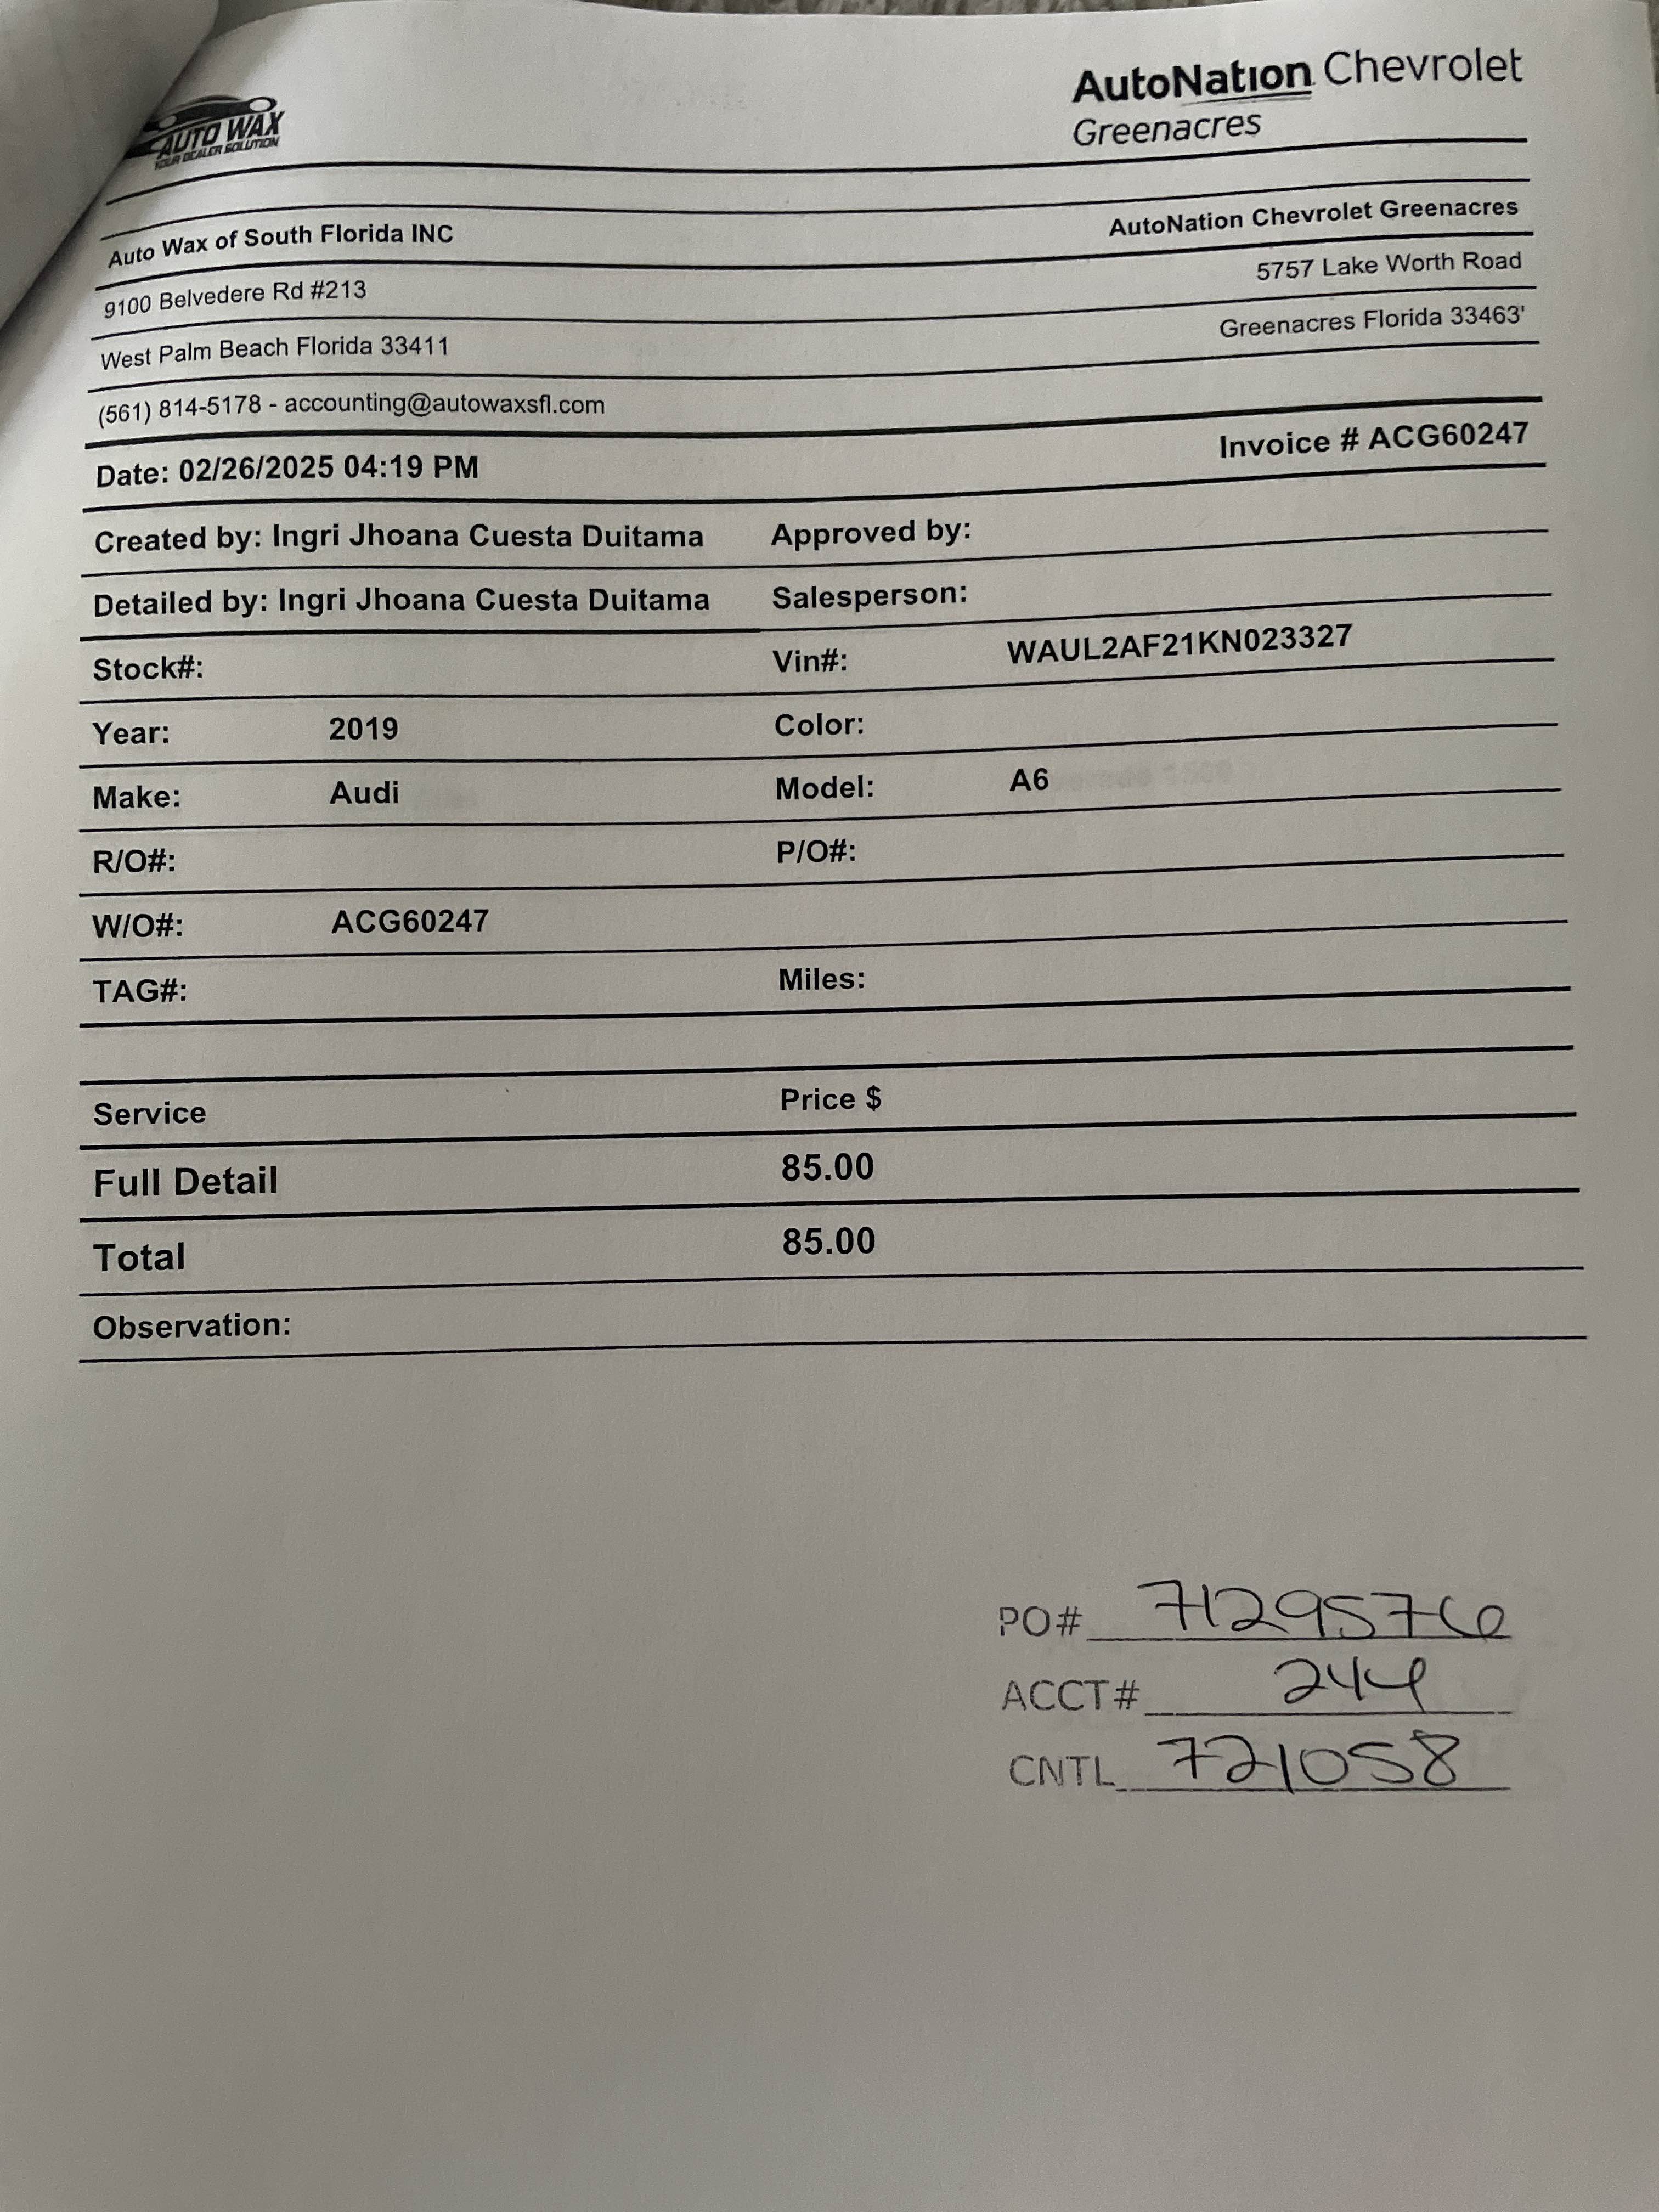 AUTO WAX
YOUR DEALER SOLUTION
AutoNation Chevrolet
Greenacres
Auto Wax of South Florida INC
AutoNation Chevrolet Greenacres
9100 Belvedere Rd #213
5757 Lake Worth Road
West Palm Beach Florida 33411
Greenacres Florida 33463'
(561) 814-5178 - accounting@autowaxsfl.com
Date: 02/26/2025 04:19 PM
Invoice # ACG60247
Created by: Ingri Jhoana Cuesta Duitama Approved by:
Detailed by: Ingri Jhoana Cuesta Duitama Salesperson:
Stock#: Vin#: WAUL2AF21KN023327
Year: 2019 Color:
Make: Audi Model: A6
R/O#: P/O#:
W/O#: ACG60247
TAG#: Miles:
Service Price $
Full Detail 85.00
Total 85.00
Observation:
PO# 7129576
ACCT# 244
CNTL 721058